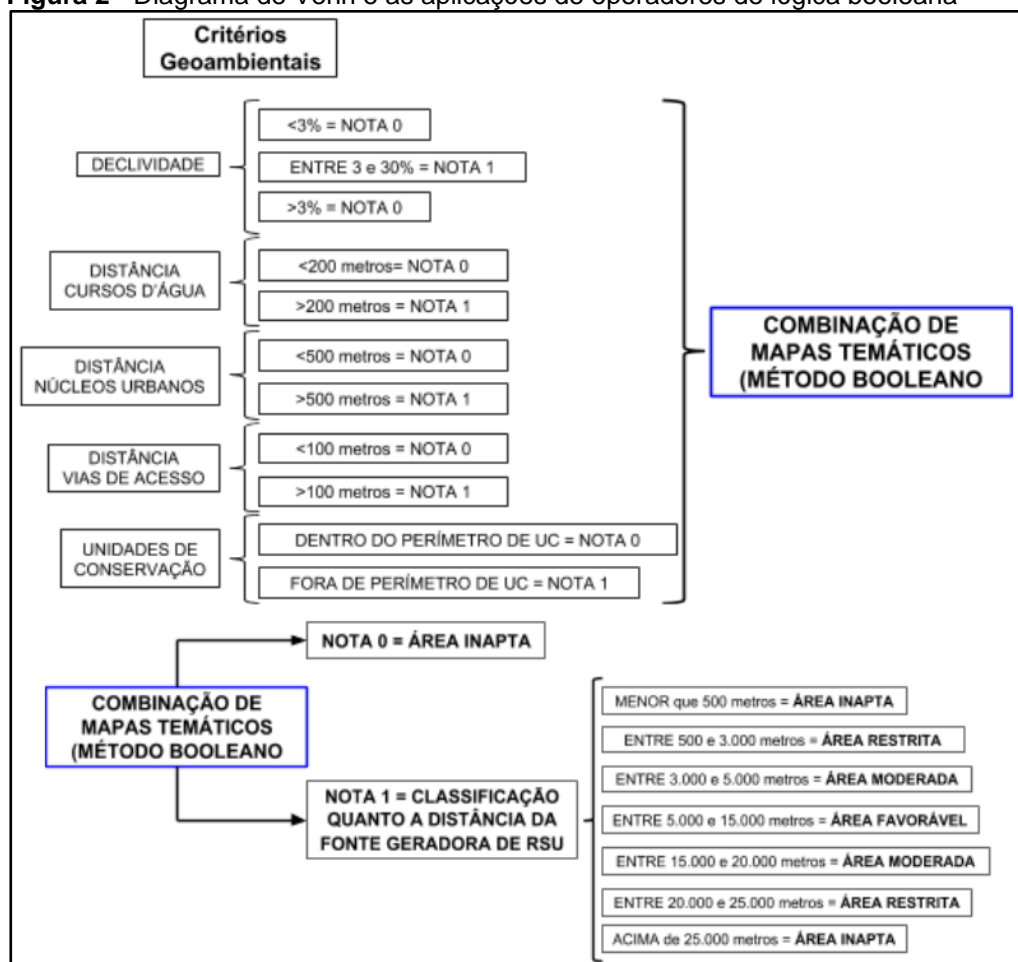 Figura 2 - Diagrama de Venn e as aplicações de operadores de lógica booleana
Critérios
Geoambientais
DECLIVIDADE
<3% = NOTA 0
ENTRE 3 e 30% = NOTA 1
>3% = NOTA 0
DISTÂNCIA
CURSOS D'ÁGUA
<200 metros= NOTA 0
>200 metros = NOTA 1
DISTÂNCIA
NÚCLEOS URBANOS
<500 metros = NOTA 0
>500 metros = NOTA 1
DISTÂNCIA
VIAS DE ACESSO
<100 metros = NOTA 0
>100 metros = NOTA 1
UNIDADES DE
CONSERVAÇÃO
DENTRO DO PERÍMETRO DE UC = NOTA 0
FORA DE PERÍMETRO DE UC = NOTA 1
COMBINAÇÃO DE
MAPAS TEMÁTICOS
(MÉTODO BOOLEANO
COMBINAÇÃO DE
MAPAS TEMÁTICOS
(MÉTODO BOOLEANO
NOTA 0 = ÁREA INAPTA
NOTA 1 = CLASSIFICAÇÃO
QUANTO A DISTÂNCIA DA
FONTE GERADORA DE RSU
MENOR que 500 metros = ÁREA INAPTA
ENTRE 500 e 3.000 metros = ÁREA RESTRITA
ENTRE 3.000 e 5.000 metros = ÁREA MODERADA
ENTRE 5.000 e 15.000 metros = ÁREA FAVORÁVEL
ENTRE 15.000 e 20.000 metros = ÁREA MODERADA
ENTRE 20.000 e 25.000 metros = ÁREA RESTRITA
ACIMA de 25.000 metros = ÁREA INAPTA